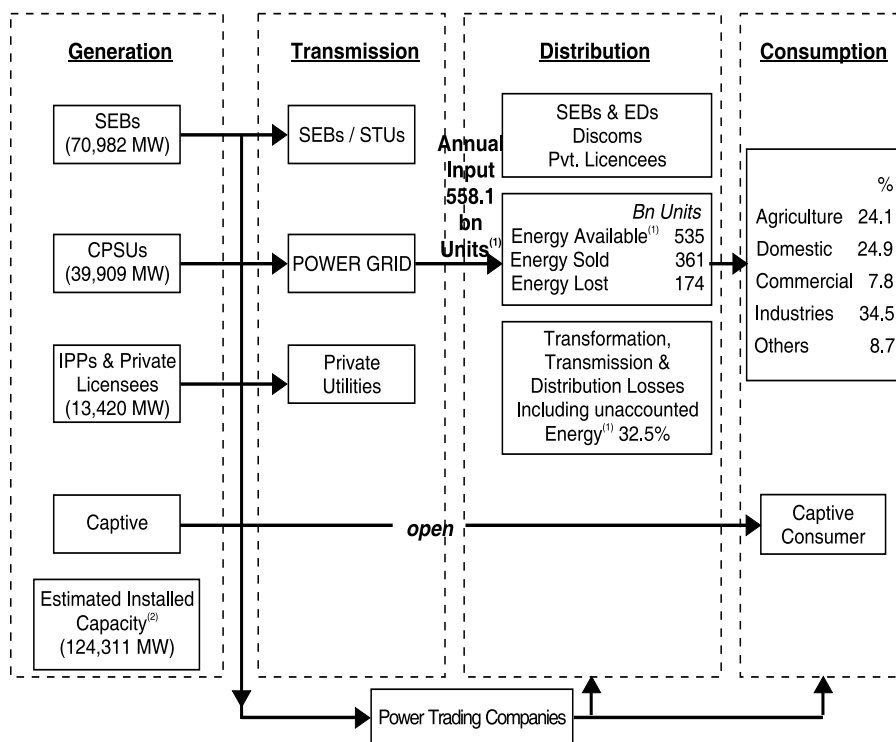 Generation
SEBs
(70,982 MW)
CPSUs
(39,909 MW)
IPPs & Private
Licensees
(13,420 MW)
Captive
Estimated Installed
Capacity(2)
(124,311 MW)
Transmission
SEBs / STUs
POWER GRID
Private
Utilities
Annual
Input
558.1
bn
Units(1)
open
Distribution
SEBs & EDs
Discoms
Pvt. Licencees
Bn Units
Energy Available(1) 535
Energy Sold 361
Energy Lost 174
Transformation,
Transmission &
Distribution Losses
Including unaccounted
Energy(1) 32.5%
Consumption
%
Agriculture 24.1
Domestic 24.9
Commercial 7.8
Industries 34.5
Others 8.7
Captive
Consumer
Power Trading Companies